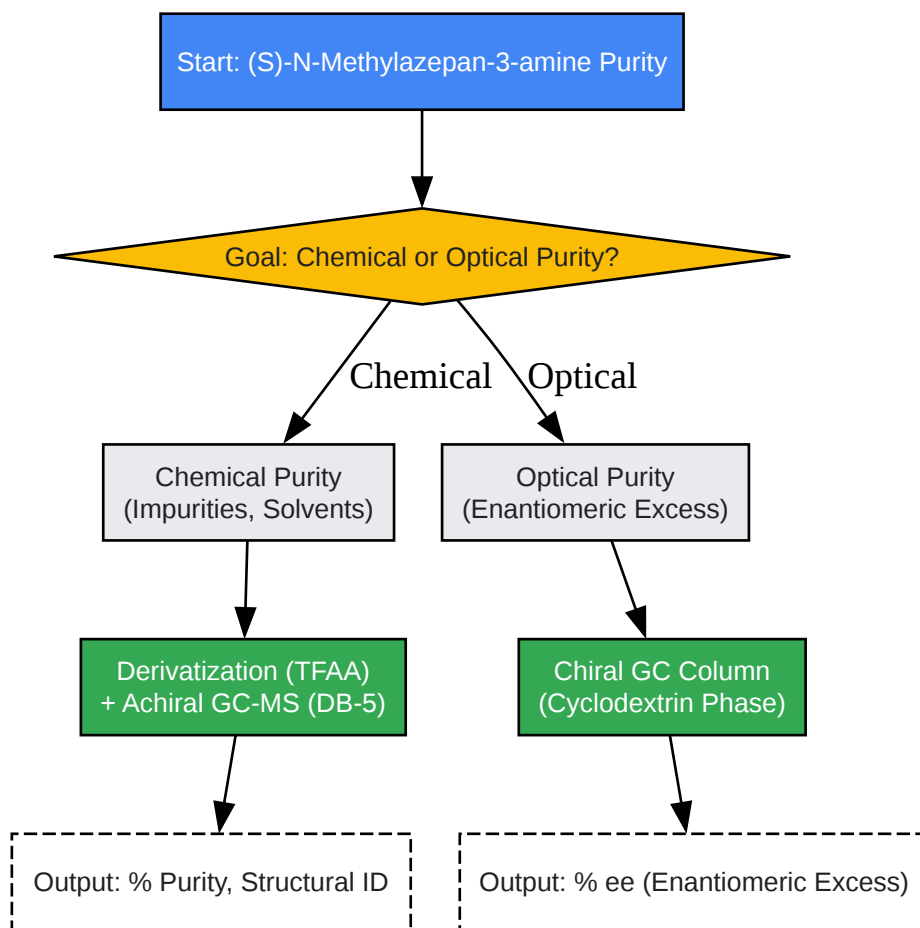 Start: (S)-N-Methylazepan-3-amine Purity
Goal: Chemical or Optical Purity?
Chemical
Optical
Chemical Purity
(Impurities, Solvents)
Optical Purity
(Enantiomeric Excess)
Derivatization (TFAA)
+ Achiral GC-MS (DB-5)
Chiral GC Column
(Cyclodextrin Phase)
Output: % Purity, Structural ID
Output: % ee (Enantiomeric Excess)